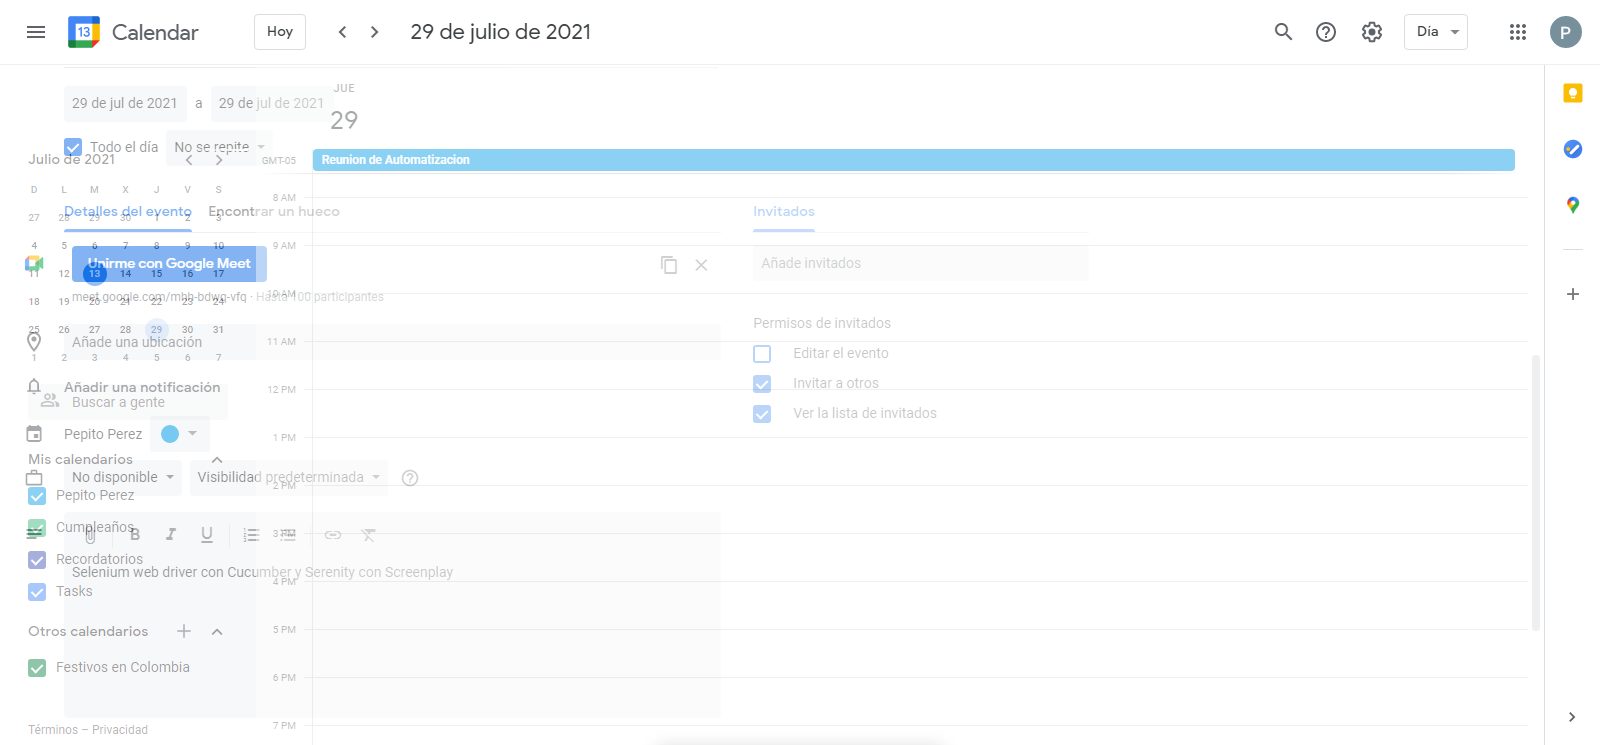 13 Calendar Hoy 29 de julio de 2021 Día P
29 de jul de 2021 a 29 de jul de 2021
JUE
29
Todo el día No se repite
Julio de 2021
GMT-05 Reunion de Automatizacion
D L M X J V S
8 AM
Detalles del evento Encontrar un hueco Invitados
27 28 29 30 1 2 3
4 5 6 7 8 9 10
9 AM
Unirme con Google Meet Añade invitados
11 12 13 14 15 16 17
10 AM
meet.google.com/mbh-bdwq-vfq · Hasta 100 participantes
18 19 20 21 22 23 24
Permisos de invitados
25 26 27 28 29 30 31
11 AM
Añade una ubicación
Editar el evento
1 2 3 4 5 6 7
Invitar a otros
Añadir una notificación
12 PM
Buscar a gente
Ver la lista de invitados
Pepito Perez
1 PM
Mis calendarios
No disponible Visibilidad predeterminada
2 PM
Pepito Perez
Cumpleaños
B I U
3 PM
Recordatorios
Selenium web driver con Cucumber y Serenity con Screenplay
4 PM
Tasks
Otros calendarios
5 PM
Festivos en Colombia
6 PM
7 PM
Términos – Privacidad